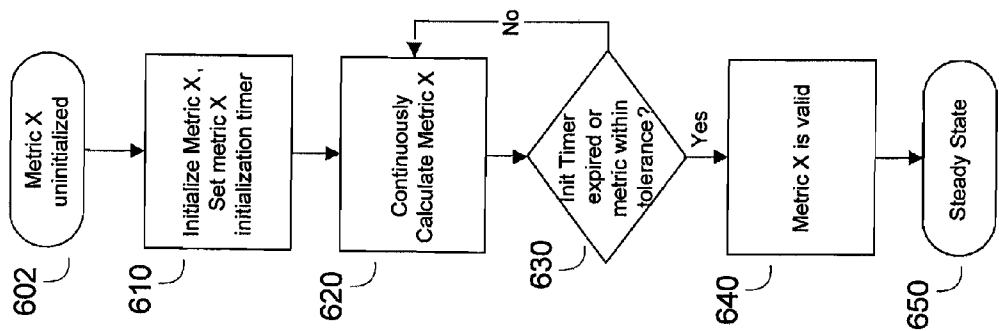 Metric X
uninitialized
602
Initialize Metric X,
Set metric X
initialization timer
610
Continuously
Calculate Metric X
620
No
Init Timer
expired or
metric within
tolerance?
630
Yes
Metric X is valid
640
Steady State
650